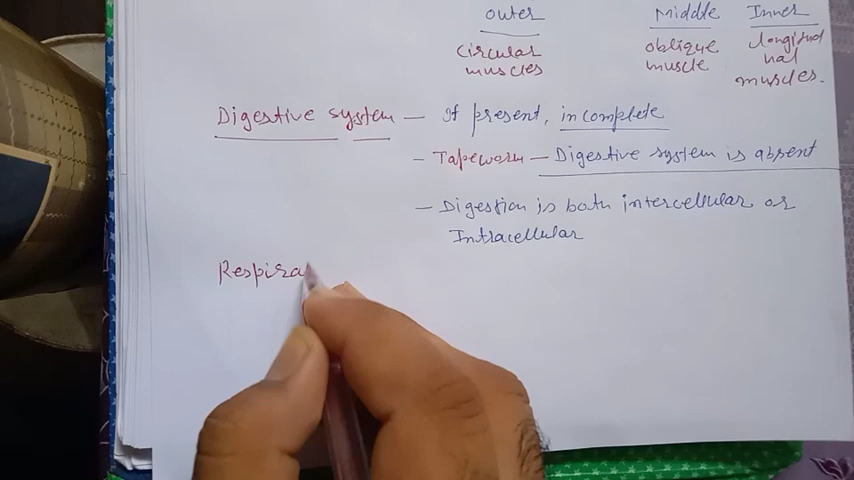 Outer Middle Inner
circular oblique longitud
muscles muscle nal
muscles.
Digestive system – If present, incomplete
- Tapeworm – Digestive system is absent
- Digestion is both intercellular or
Intracellular
Respira